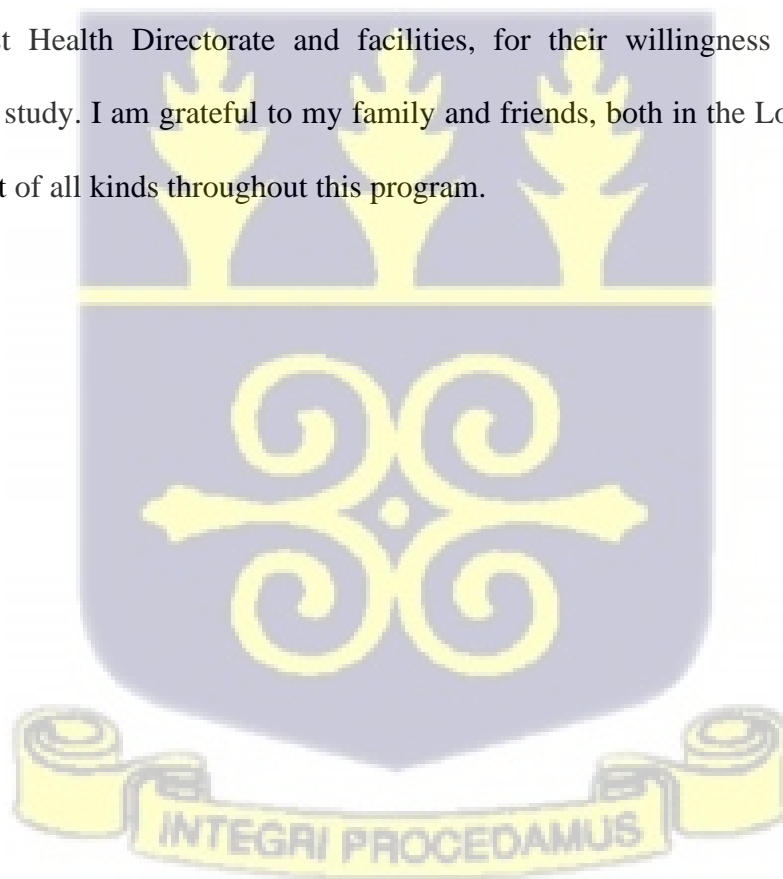 st Health Directorate and facilities, for their willingness
study. I am grateful to my family and friends, both in the Lo
t of all kinds throughout this program.
INTEGRI PROCEDAMUS